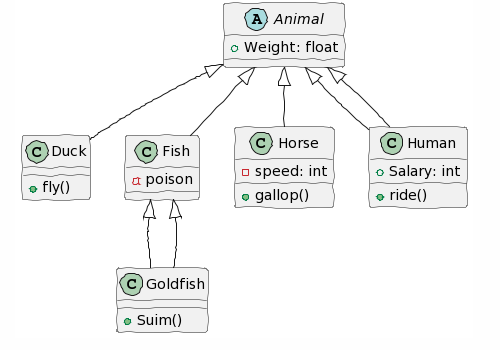 A Animal
Weight: float
C Duck
fly()
C Fish
poison
C Horse
speed: int
gallop()
C Human
Salary: int
ride()
C Goldfish
Suim()